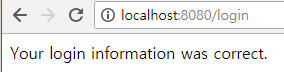 localhost:8080/login
Your login information was correct.